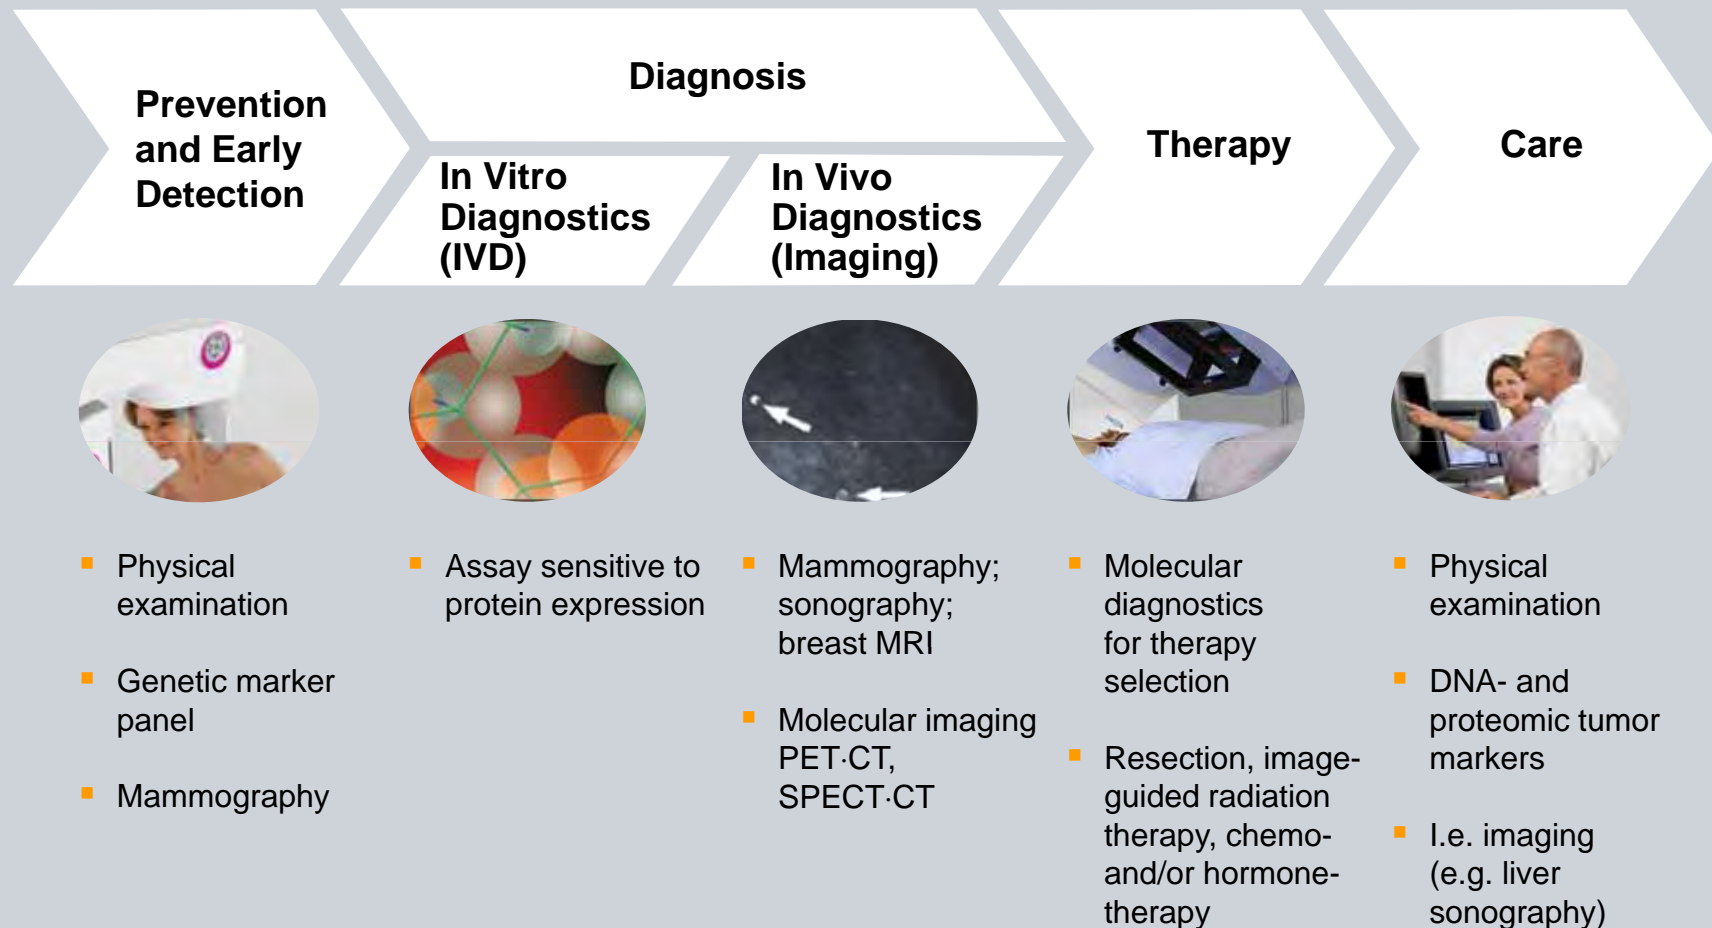 Prevention
and Early
Detection
Diagnosis
In Vitro
Diagnostics
(IVD)
In Vivo
Diagnostics
(Imaging)
Therapy
Care
Physical
examination
Genetic marker
panel
Mammography
Assay sensitive to
protein expression
Mammography;
sonography;
breast MRI
Molecular imaging
PET·CT,
SPECT·CT
Molecular
diagnostics
for therapy
selection
Resection, image-
guided radiation
therapy, chemo-
and/or hormone-
therapy
Physical
examination
DNA- and
proteomic tumor
markers
I.e. imaging
(e.g. liver
sonography)